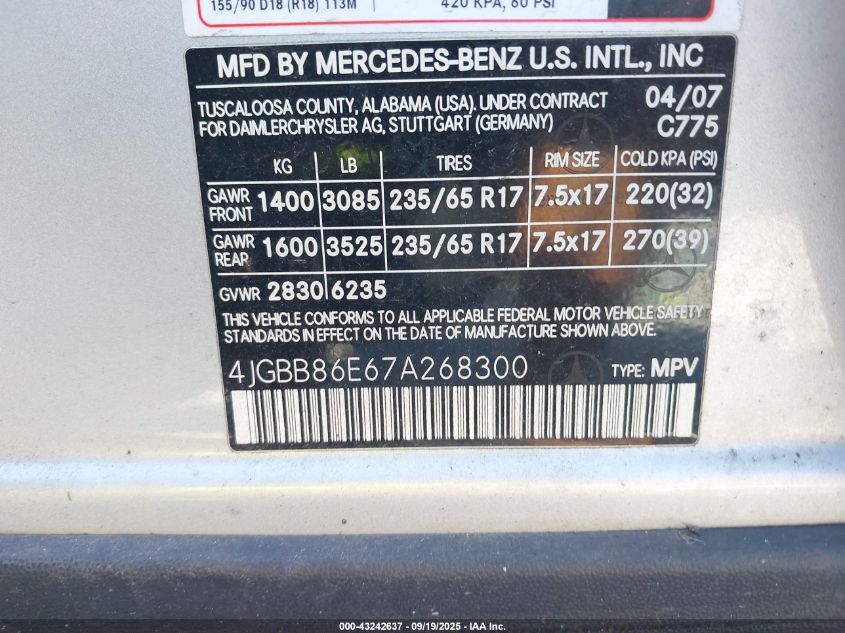 155/90 D18 (R18) 113M 420 KPA, 60 PSI
MFD BY MERCEDES-BENZ U.S. INTL., INC
TUSCALOOSA COUNTY, ALABAMA (USA). UNDER CONTRACT 04/07
FOR DAIMLERCHRYSLER AG, STUTTGART (GERMANY) C775
KG LB TIRES RIM SIZE COLD KPA (PSI)
GAWR FRONT 1400 3085 235/65 R17 7.5x17 220(32)
GAWR REAR 1600 3525 235/65 R17 7.5x17 270(39)
GVWR 2830 6235
THIS VEHICLE CONFORMS TO ALL APPLICABLE FEDERAL MOTOR VEHICLE SAFETY
STANDARDS IN EFFECT ON THE DATE OF MANUFACTURE SHOWN ABOVE.
4JGBB86E67A268300 TYPE: MPV
000-43242637 - 09/19/2025 - IAA Inc.